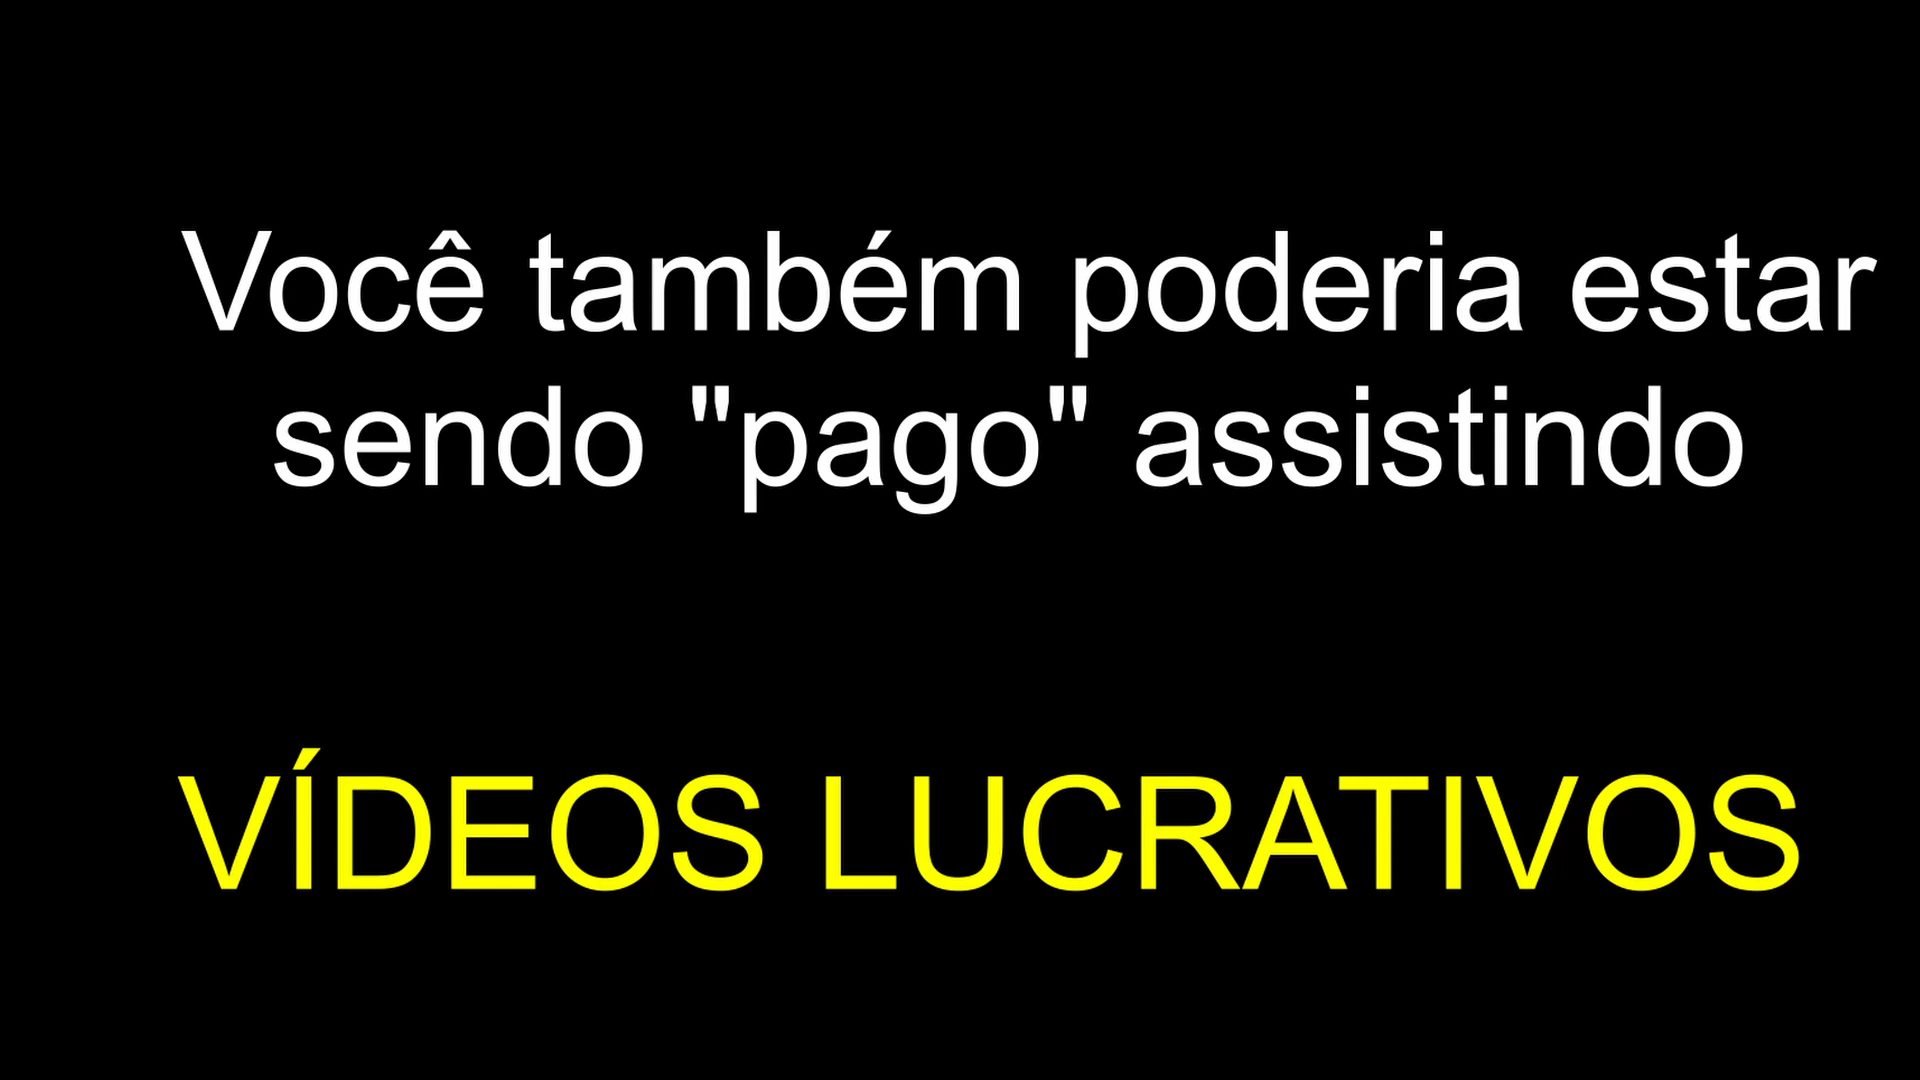 Você também poderia estar
sendo "pago" assistindo
VÍDEOS LUCRATIVOS